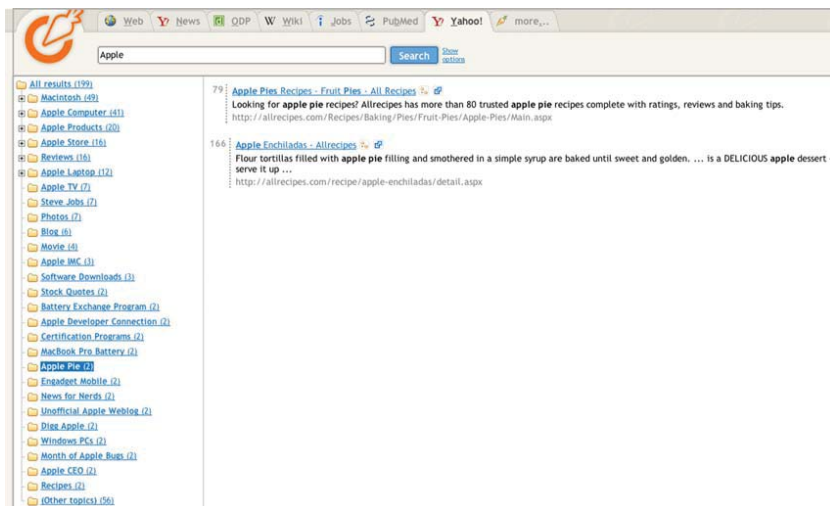 Web News ODP Wiki Jobs PubMed Yahoo! more,...
Apple Search Show options
All results (199)
Macintosh (49)
Apple Computer (41)
Apple Products (20)
Apple Store (16)
Reviews (16)
Apple Laptop (12)
Apple TV (7)
Steve Jobs (7)
Photos (7)
Blog (6)
Movie (4)
Apple IMC (3)
Software Downloads (3)
Stock Quotes (2)
Battery Exchange Program (2)
Apple Developer Connection (2)
Certification Programs (2)
MacBook Pro Battery (2)
Apple Pie (2)
Engadget Mobile (2)
News for Nerds (2)
Unofficial Apple Weblog (2)
Digg Apple (2)
Windows PCs (2)
Month of Apple Bugs (2)
Apple CEO (2)
Recipes (2)
(Other topics) (56)
79 Apple Pies Recipes - Fruit Pies - All Recipes
Looking for apple pie recipes? Allrecipes has more than 80 trusted apple pie recipes complete with ratings, reviews and baking tips.
http://allrecipes.com/Recipes/Baking/Pies/Fruit-Pies/Apple-Pies/Main.aspx
166 Apple Enchiladas - Allrecipes
Flour tortillas filled with apple pie filling and smothered in a simple syrup are baked until sweet and golden. ... is a DELICIOUS apple dessert
serve it up ...
http://allrecipes.com/recipe/apple-enchiladas/detail.aspx